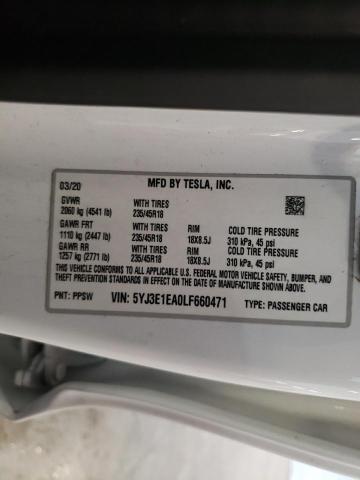 03/20 MFD BY TESLA, INC.
GVWR WITH TIRES
2060 kg (4541 lb) 235/45R18
GAWR FRT WITH TIRES RIM COLD TIRE PRESSURE
1110 kg (2447 lb) 235/45R18 18X8.5J 310 kPa, 45 psi
GAWR RR WITH TIRES RIM COLD TIRE PRESSURE
1257 kg (2771 lb) 235/45R18 18X8.5J 310 kPa, 45 psi
THIS VEHICLE CONFORMS TO ALL APPLICABLE U.S. FEDERAL MOTOR VEHICLE SAFETY, BUMPER, AND
THEFT PREVENTION STANDARDS IN EFFECT ON THE DATE OF MANUFACTURE SHOWN ABOVE.
PNT: PPSW VIN: 5YJ3E1EA0LF660471 TYPE: PASSENGER CAR